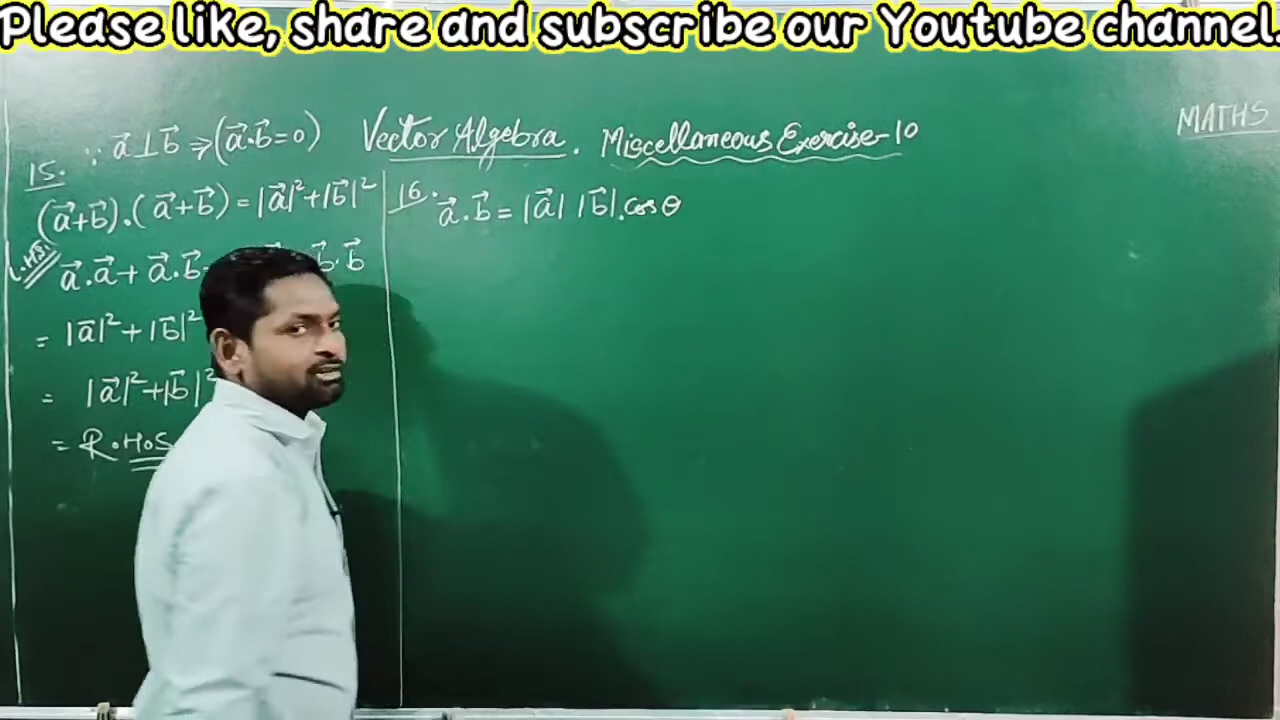 Please like, share and subscribe our Youtube channel.
MATHS
Vector Algebra. Miscellaneous Exercise-10
15. ∵ a⃗⊥b⃗ ⇒(a⃗·b⃗=0)
(a⃗+b⃗)·(a⃗+b⃗)=|a⃗|²+|b⃗|²
L.H.S. a⃗·a⃗+a⃗·b⃗ b⃗·b⃗
= |a⃗|²+|b⃗|²
= |a⃗|²+|b⃗|²
= R.H.S
16. a⃗·b⃗=|a⃗| |b⃗|.cosθ